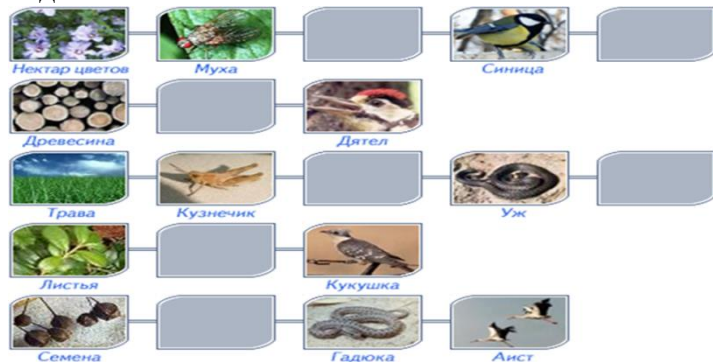 Нектар цветов Муха Синица
Древесина Дятел
Трава Кузнечик Уж
Листья Кукушка
Семена Гадюка Аист